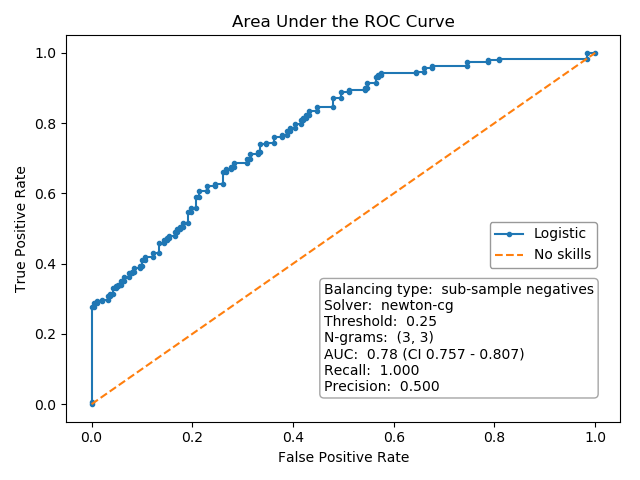 Area Under the ROC Curve
True Positive Rate
1.0
0.8
0.6
0.4
0.2
0.0
Logistic
No skills
Balancing type:  sub-sample negatives
Solver:  newton-cg
Threshold:  0.25
N-grams:  (3, 3)
AUC:  0.78 (CI 0.757 - 0.807)
Recall:  1.000
Precision:  0.500
0.0 0.2 0.4 0.6 0.8 1.0
False Positive Rate